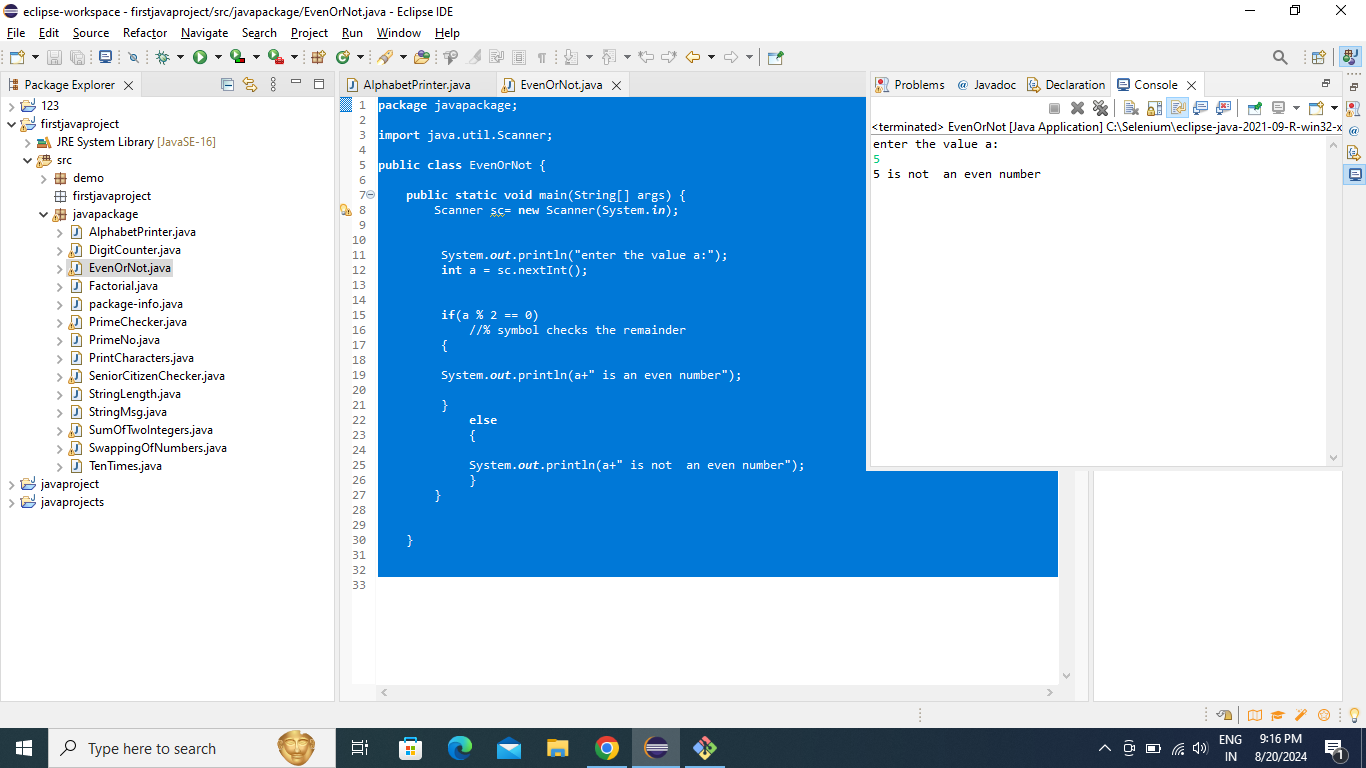 eclipse-workspace - firstjavaproject/src/javapackage/EvenOrNot.java - Eclipse IDE
File Edit Source Refactor Navigate Search Project Run Window Help
Package Explorer
123
firstjavaproject
JRE System Library [JavaSE-16]
src
demo
firstjavaproject
javapackage
AlphabetPrinter.java
DigitCounter.java
EvenOrNot.java
Factorial.java
package-info.java
PrimeChecker.java
PrimeNo.java
PrintCharacters.java
SeniorCitizenChecker.java
StringLength.java
StringMsg.java
SumOfTwoIntegers.java
SwappingOfNumbers.java
TenTimes.java
javaproject
javaprojects
AlphabetPrinter.java EvenOrNot.java
1 package javapackage;
2
3 import java.util.Scanner;
4
5 public class EvenOrNot {
6
7 public static void main(String[] args) {
8 Scanner sc= new Scanner(System.in);
9
10
11 System.out.println("enter the value a:");
12 int a = sc.nextInt();
13
14
15 if(a % 2 == 0)
16 //% symbol checks the remainder
17 {
18
19 System.out.println(a+" is an even number");
20
21 }
22 else
23 {
24
25 System.out.println(a+" is not  an even number");
26 }
27 }
28
29
30 }
31
32
33
Problems Javadoc Declaration Console
<terminated> EvenOrNot [Java Application] C:\Selenium\eclipse-java-2021-09-R-win32-x
enter the value a:
5
5 is not  an even number
Type here to search
ENG
IN
9:16 PM
8/20/2024
1